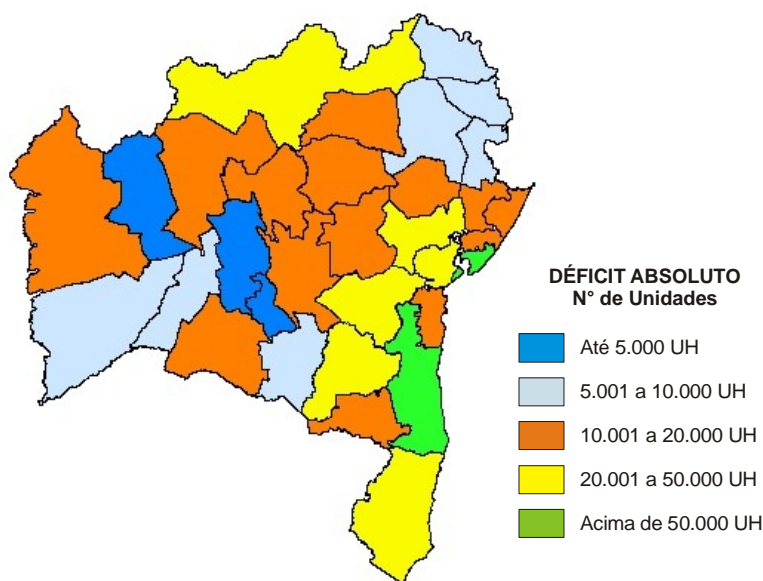 DÉFICIT ABSOLUTO
N° de Unidades
Até 5.000 UH
5.001 a 10.000 UH
10.001 a 20.000 UH
20.001 a 50.000 UH
Acima de 50.000 UH